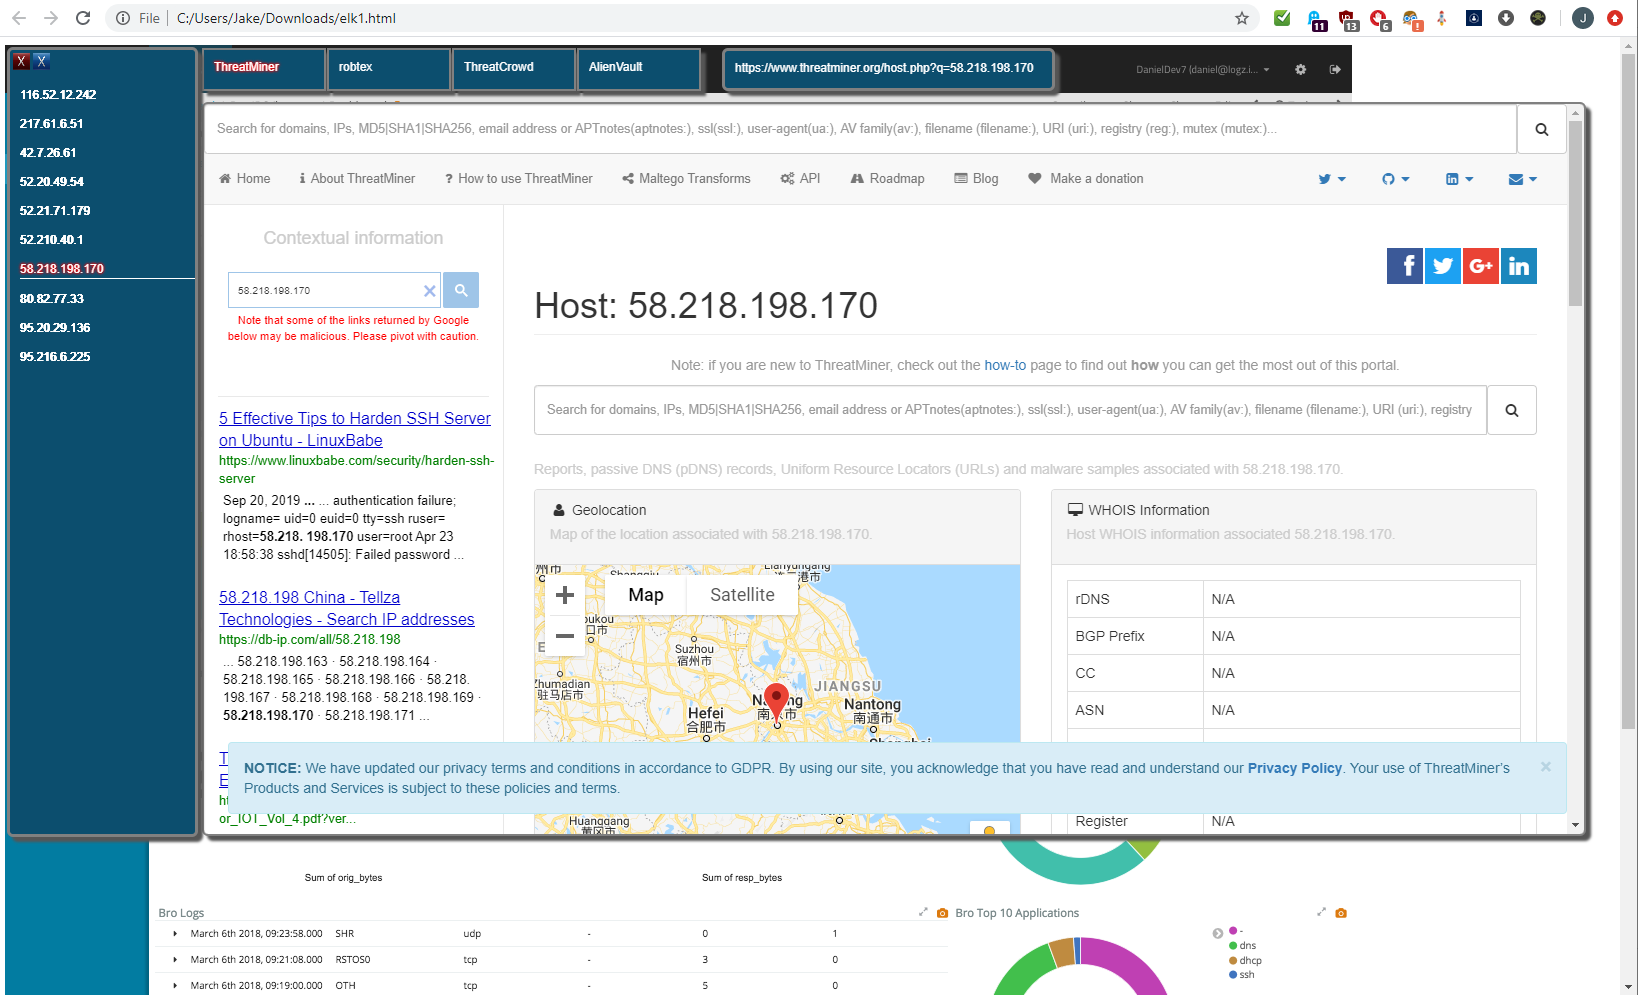 File C:/Users/Jake/Downloads/elk1.html
11 13 6 ! J
X X
116.52.12.242
217.61.6.51
42.7.26.61
52.20.49.54
52.21.71.179
52.210.40.1
58.218.198.170
80.82.77.33
95.20.29.136
95.216.6.225
ThreatMiner robtex ThreatCrowd AlienVault https://www.threatminer.org/host.php?q=58.218.198.170 DanielDev7 (daniel@logz.i...
Search for domains, IPs, MD5|SHA1|SHA256, email address or APTnotes(aptnotes:), ssl(ssl:), user-agent(ua:), AV family(av:), filename (filename:), URI (uri:), registry (reg:), mutex (mutex:)...
Home About ThreatMiner ? How to use ThreatMiner Maltego Transforms API Roadmap Blog Make a donation
Contextual information
58.218.198.170
Note that some of the links returned by Google
below may be malicious. Please pivot with caution.
5 Effective Tips to Harden SSH Server
on Ubuntu - LinuxBabe
https://www.linuxbabe.com/security/harden-ssh-
server
Sep 20, 2019 ... ... authentication failure;
logname= uid=0 euid=0 tty=ssh ruser=
rhost=58.218. 198.170 user=root Apr 23
18:58:38 sshd[14505]: Failed password ...
58.218.198 China - Tellza
Technologies - Search IP addresses
https://db-ip.com/all/58.218.198
... 58.218.198.163 · 58.218.198.164 ·
58.218.198.165 · 58.218.198.166 · 58.218.
198.167 · 58.218.198.168 · 58.218.198.169 ·
58.218.198.170 · 58.218.198.171 ...
or_IOT_Vol_4.pdf?ver...
Host: 58.218.198.170
Note: if you are new to ThreatMiner, check out the how-to page to find out how you can get the most out of this portal.
Search for domains, IPs, MD5|SHA1|SHA256, email address or APTnotes(aptnotes:), ssl(ssl:), user-agent(ua:), AV family(av:), filename (filename:), URI (uri:), registry
Reports, passive DNS (pDNS) records, Uniform Resource Locators (URLs) and malware samples associated with 58.218.198.170.
Geolocation
Map of the location associated with 58.218.198.170.
Map Satellite
Suzhou
宿州市
Zhumadian
驻马店市
JIANGSU
Hefei
合肥市
Nantong
南通市
Huanggang
黄冈市
WHOIS Information
Host WHOIS information associated 58.218.198.170.
rDNS N/A
BGP Prefix N/A
CC N/A
ASN N/A
Register N/A
NOTICE: We have updated our privacy terms and conditions in accordance to GDPR. By using our site, you acknowledge that you have read and understand our Privacy Policy. Your use of ThreatMiner's
Products and Services is subject to these policies and terms.
Sum of orig_bytes Sum of resp_bytes
Bro Logs
March 6th 2018, 09:23:58.000 SHR udp - 0 1
March 6th 2018, 09:21:08.000 RSTOS0 tcp - 3 0
March 6th 2018, 09:19:00.000 OTH tcp - 5 0
Bro Top 10 Applications
-
dns
dhcp
ssh